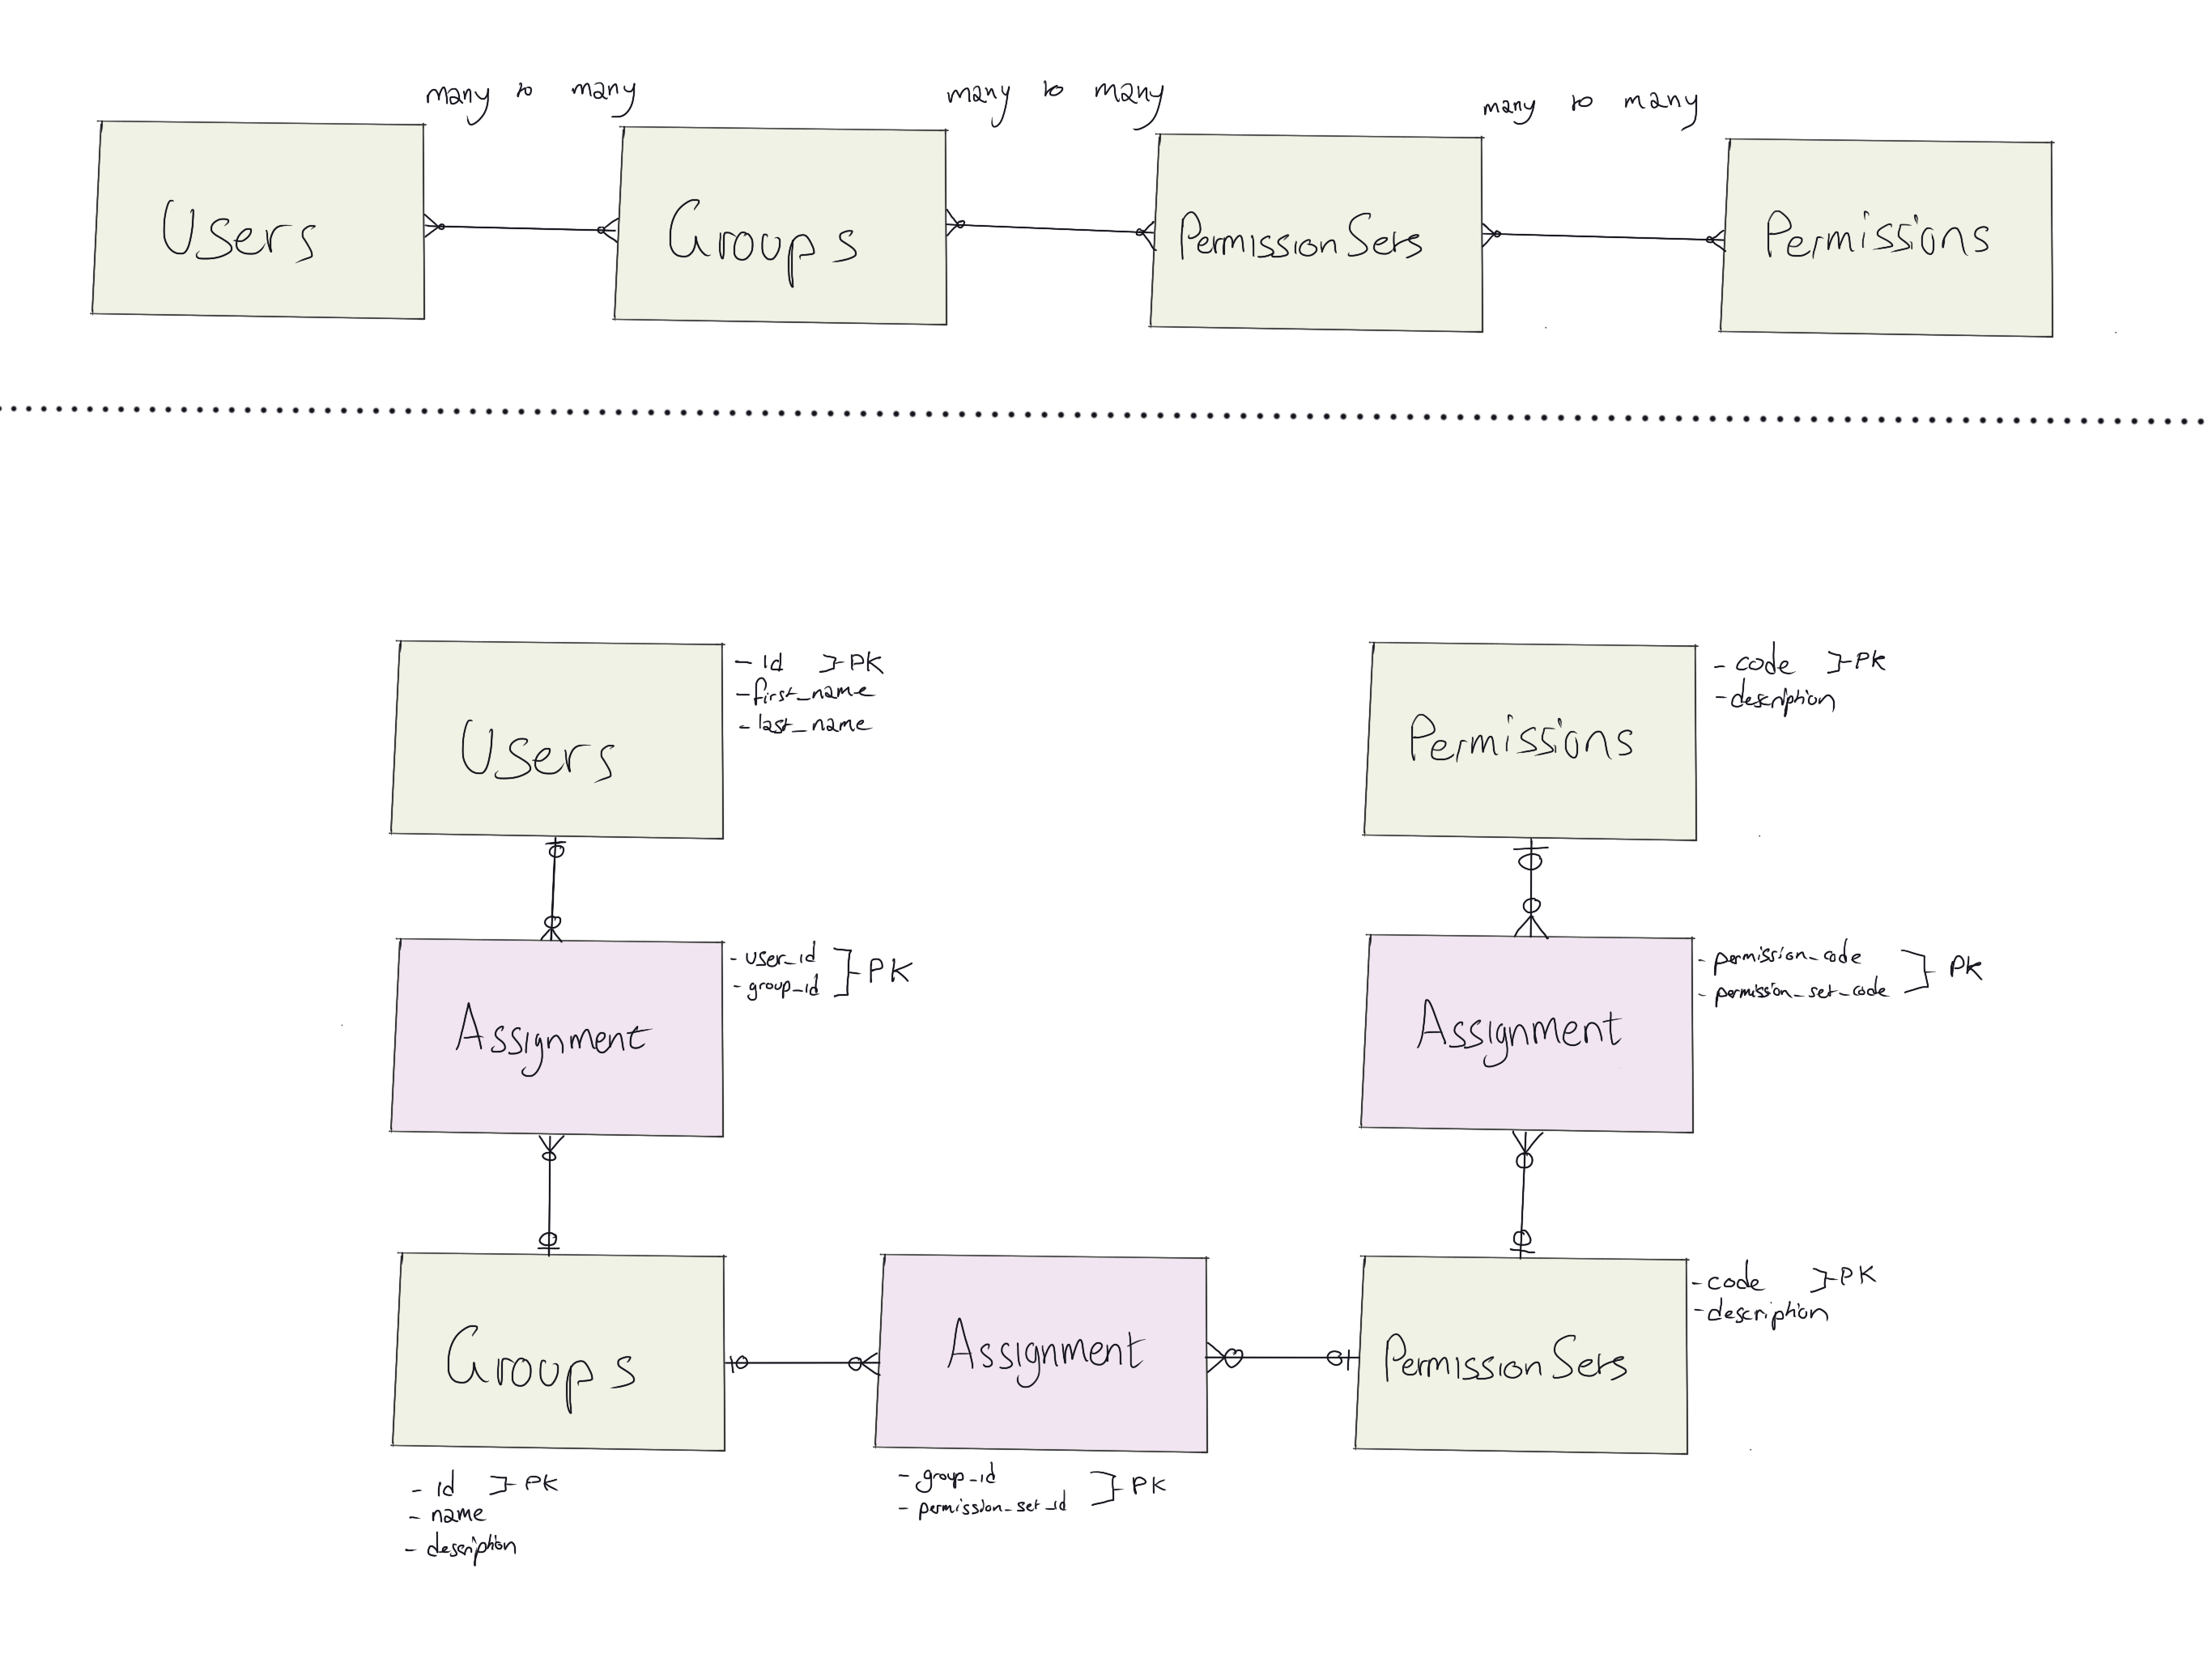 many to many
many to many
many to many
Users
Groups
Permission Sets
Permissions
Users
- id }-PK
- first_name
- last_name
Permissions
- code }-PK
- description
Assignment
- user_id
- group_id
PK
Assignment
- permission_code
- permission_set_code
PK
Groups
- id }-PK
- name
- description
Assignment
- group_id
- permission_set_id
PK
Permission Sets
- code }-PK
- description